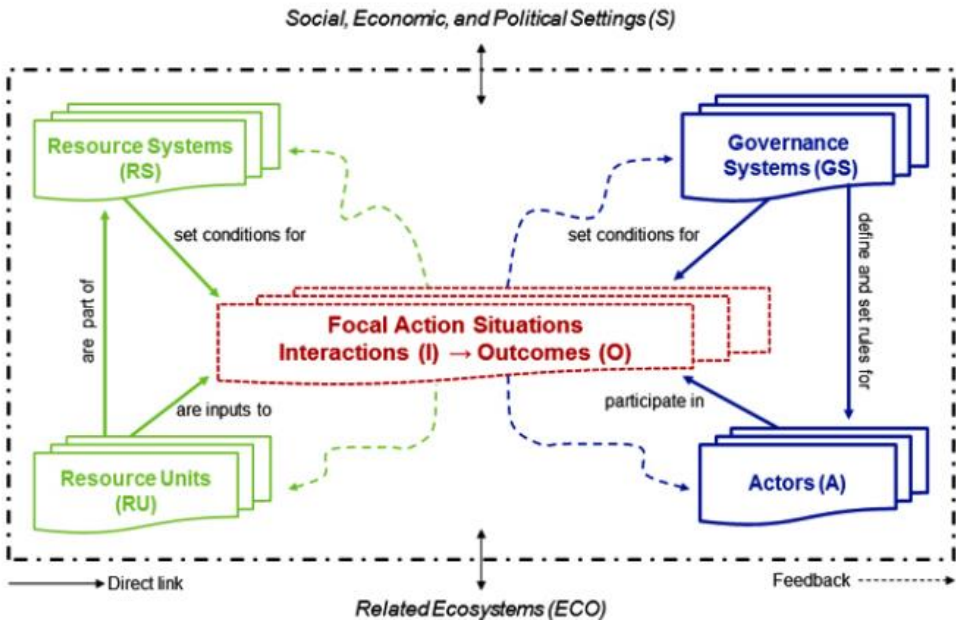 Social, Economic, and Political Settings (S)
Resource Systems
(RS)
Governance
Systems (GS)
set conditions for
set conditions for
are part of
define and set rules for
Focal Action Situations
Interactions (I) → Outcomes (O)
are inputs to
participate in
Resource Units
(RU)
Actors (A)
Direct link
Feedback
Related Ecosystems (ECO)